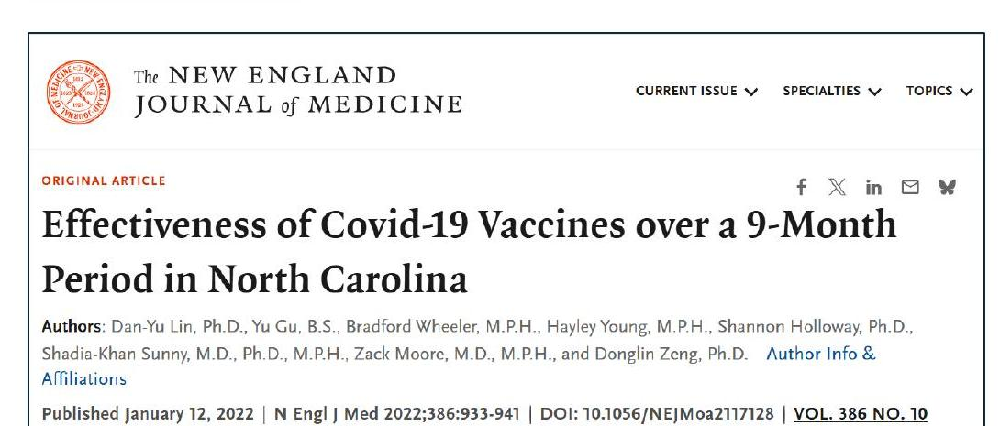 The NEW ENGLAND
JOURNAL of MEDICINE
CURRENT ISSUE
SPECIALTIES
TOPICS
ORIGINAL ARTICLE
Effectiveness of Covid-19 Vaccines over a 9-Month
Period in North Carolina
Authors: Dan-Yu Lin, Ph.D., Yu Gu, B.S., Bradford Wheeler, M.P.H., Hayley Young, M.P.H., Shannon Holloway, Ph.D.,
Shadia-Khan Sunny, M.D., Ph.D., M.P.H., Zack Moore, M.D., M.P.H., and Donglin Zeng, Ph.D. Author Info &
Affiliations
Published January 12, 2022 | N Engl J Med 2022;386:933-941 | DOI: 10.1056/NEJMoa2117128 | VOL. 386 NO. 10